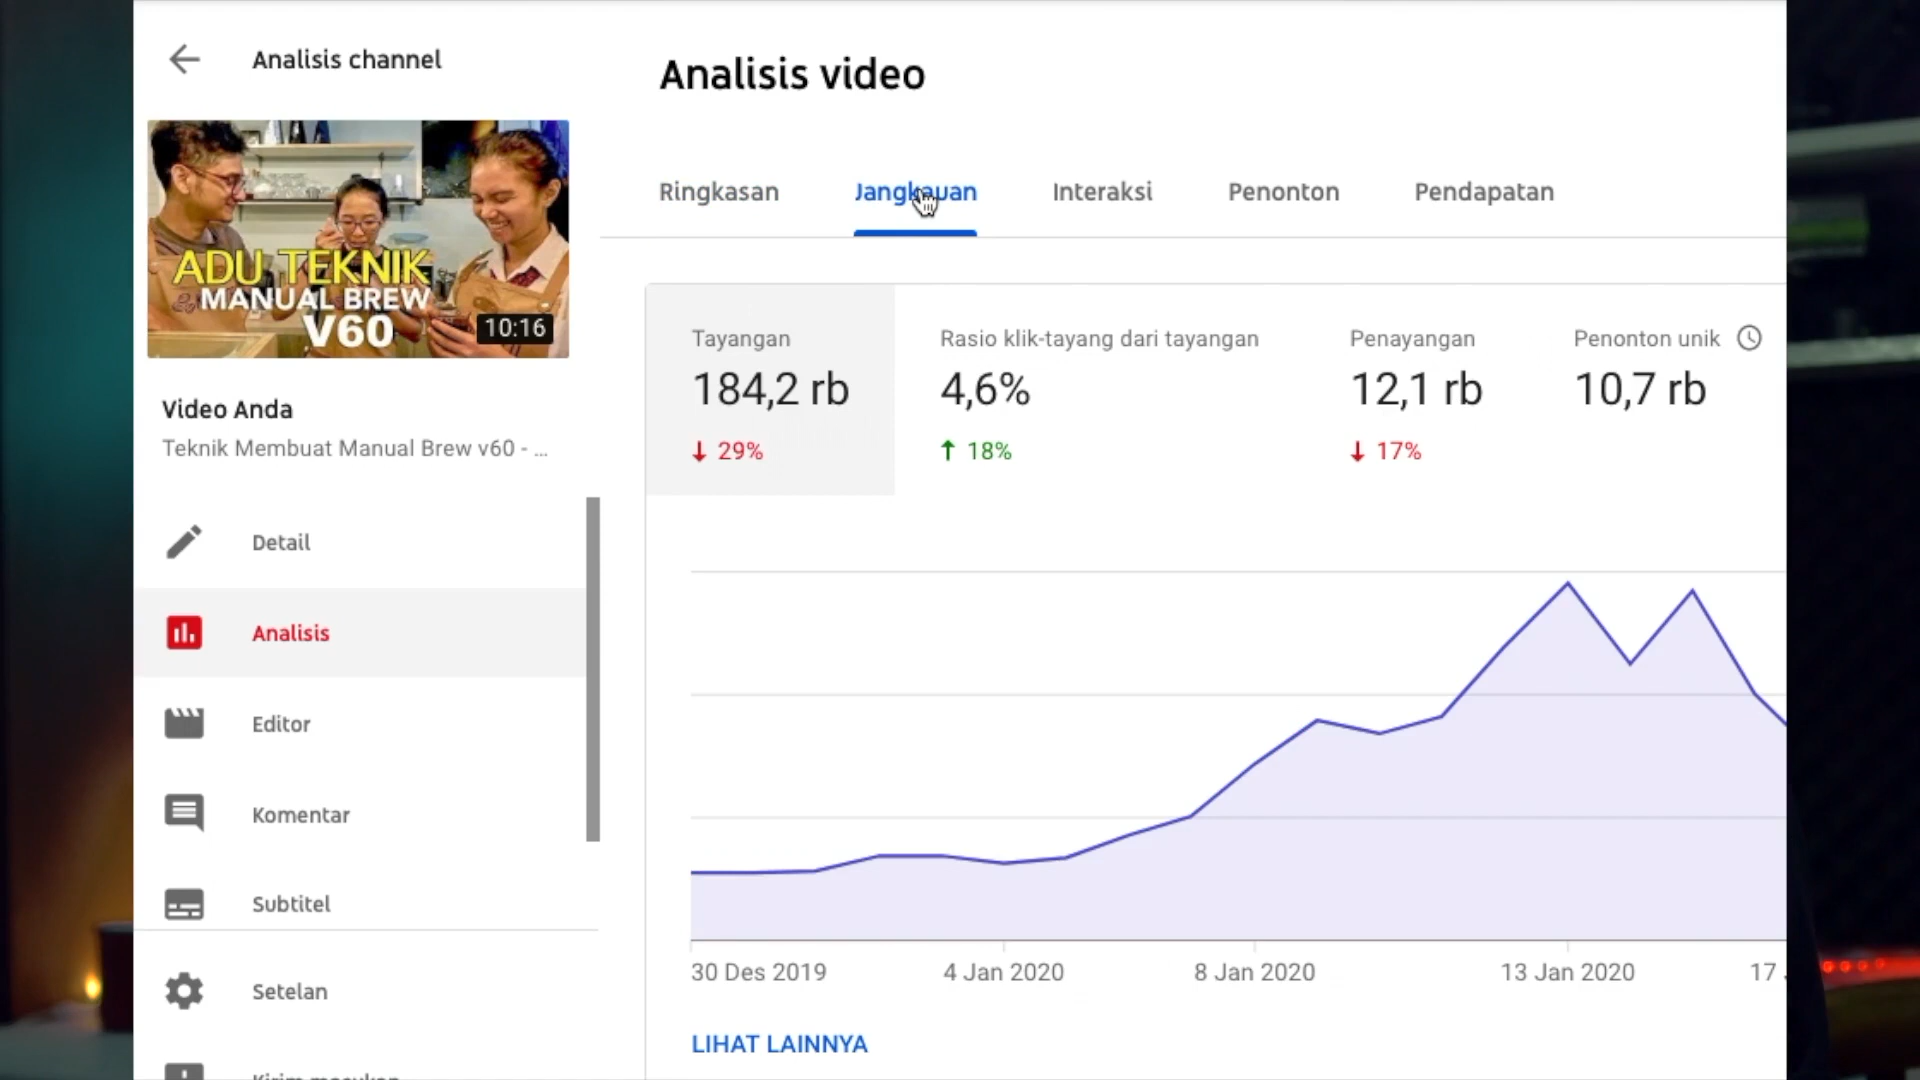 Analisis channel
ADU TEKNIK
MANUAL BREW
V60
10:16
Video Anda
Teknik Membuat Manual Brew v60 - ...
Detail
Analisis
Editor
Komentar
Subtitel
Setelan
Kirim masukan
Analisis video
Ringkasan
Jangkauan
Interaksi
Penonton
Pendapatan
Tayangan
184,2 rb
29%
Rasio klik-tayang dari tayangan
4,6%
18%
Penayangan
12,1 rb
17%
Penonton unik
10,7 rb
30 Des 2019
4 Jan 2020
8 Jan 2020
13 Jan 2020
17
LIHAT LAINNYA